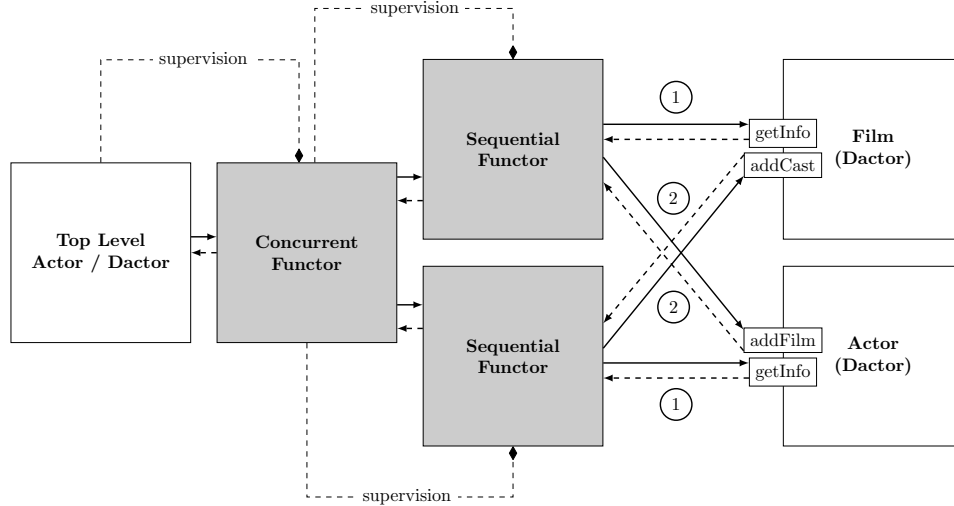 supervision
supervision
Top Level
Actor / Dactor
Concurrent
Functor
Sequential
Functor
1
getInfo
addCast
Film
(Dactor)
2
Sequential
Functor
2
addFilm
getInfo
Actor
(Dactor)
1
supervision